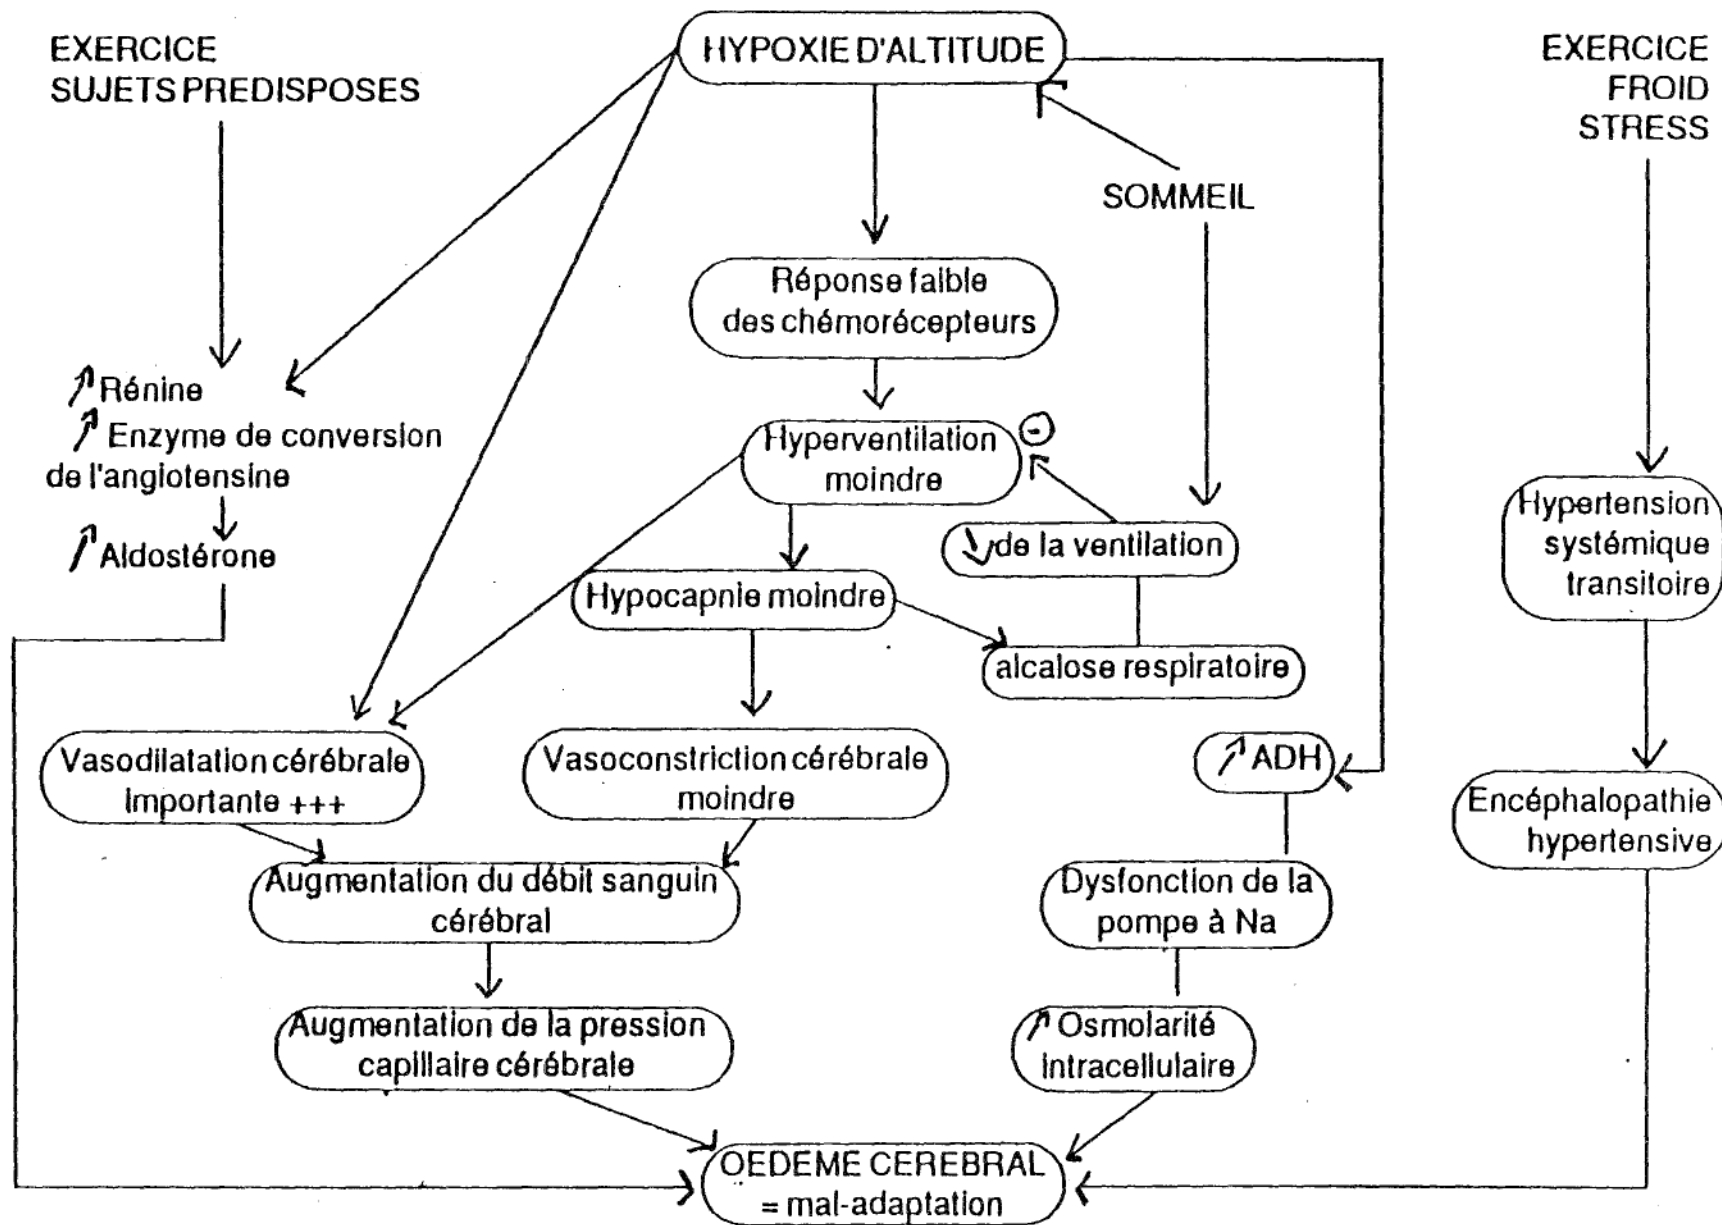 EXERCICE
SUJETS PREDISPOSES
HYPOXIE D'ALTITUDE
EXERCICE
FROID
STRESS
SOMMEIL
Réponse faible
des chémorécepteurs
↗ Rénine
↗ Enzyme de conversion
de l'angiotensine
↗ Aldostérone
Hyperventilation
moindre
-
↘ de la ventilation
Hypocapnie moindre
alcalose respiratoire
Hypertension
systémique
transitoire
Vasodilatation cérébrale
Importante +++
Vasoconstriction cérébrale
moindre
↗ ADH
Encéphalopathie
hypertensive
Augmentation du débit sanguin
cérébral
Dysfonction de la
pompe à Na
Augmentation de la pression
capillaire cérébrale
↗ Osmolarité
Intracellulaire
OEDEME CEREBRAL
= mal-adaptation